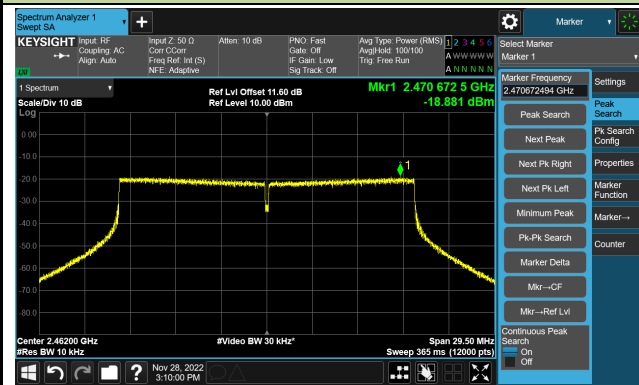 Spectrum Analyzer 1
Swept SA
Marker
KEYSIGHT
Input: RF
Coupling: AC
Align: Auto
Input Z: 50 Ω
Corr CCorr
Freq Ref: Int (S)
NFE: Adaptive
Atten: 10 dB
PNO: Fast
Gate: Off
IF Gain: Low
Sig Track: Off
Avg Type: Power (RMS)
Avg|Hold: 100/100
Trig: Free Run
1 2 3 4 5 6
A W W W W W
A N N N N N
LXI
Select Marker
Marker 1
1 Spectrum
Scale/Div 10 dB
Log
Ref Lvl Offset 11.60 dB
Ref Level 10.00 dBm
Mkr1 2.470 672 5 GHz
-18.881 dBm
0.00
-10.0
-20.0
-30.0
-40.0
-50.0
-60.0
-70.0
-80.0
1
Center 2.46200 GHz
#Res BW 10 kHz
#Video BW 30 kHz*
Span 29.50 MHz
Sweep 365 ms (12000 pts)
Marker Frequency
2.470672494 GHz
Peak Search
Next Peak
Next Pk Right
Next Pk Left
Minimum Peak
Pk-Pk Search
Marker Delta
Mkr→CF
Mkr→Ref Lvl
Continuous Peak
Search
On
Off
Settings
Peak
Search
Pk Search
Config
Properties
Marker
Function
Marker→
Counter
?
Nov 28, 2022
3:10:00 PM